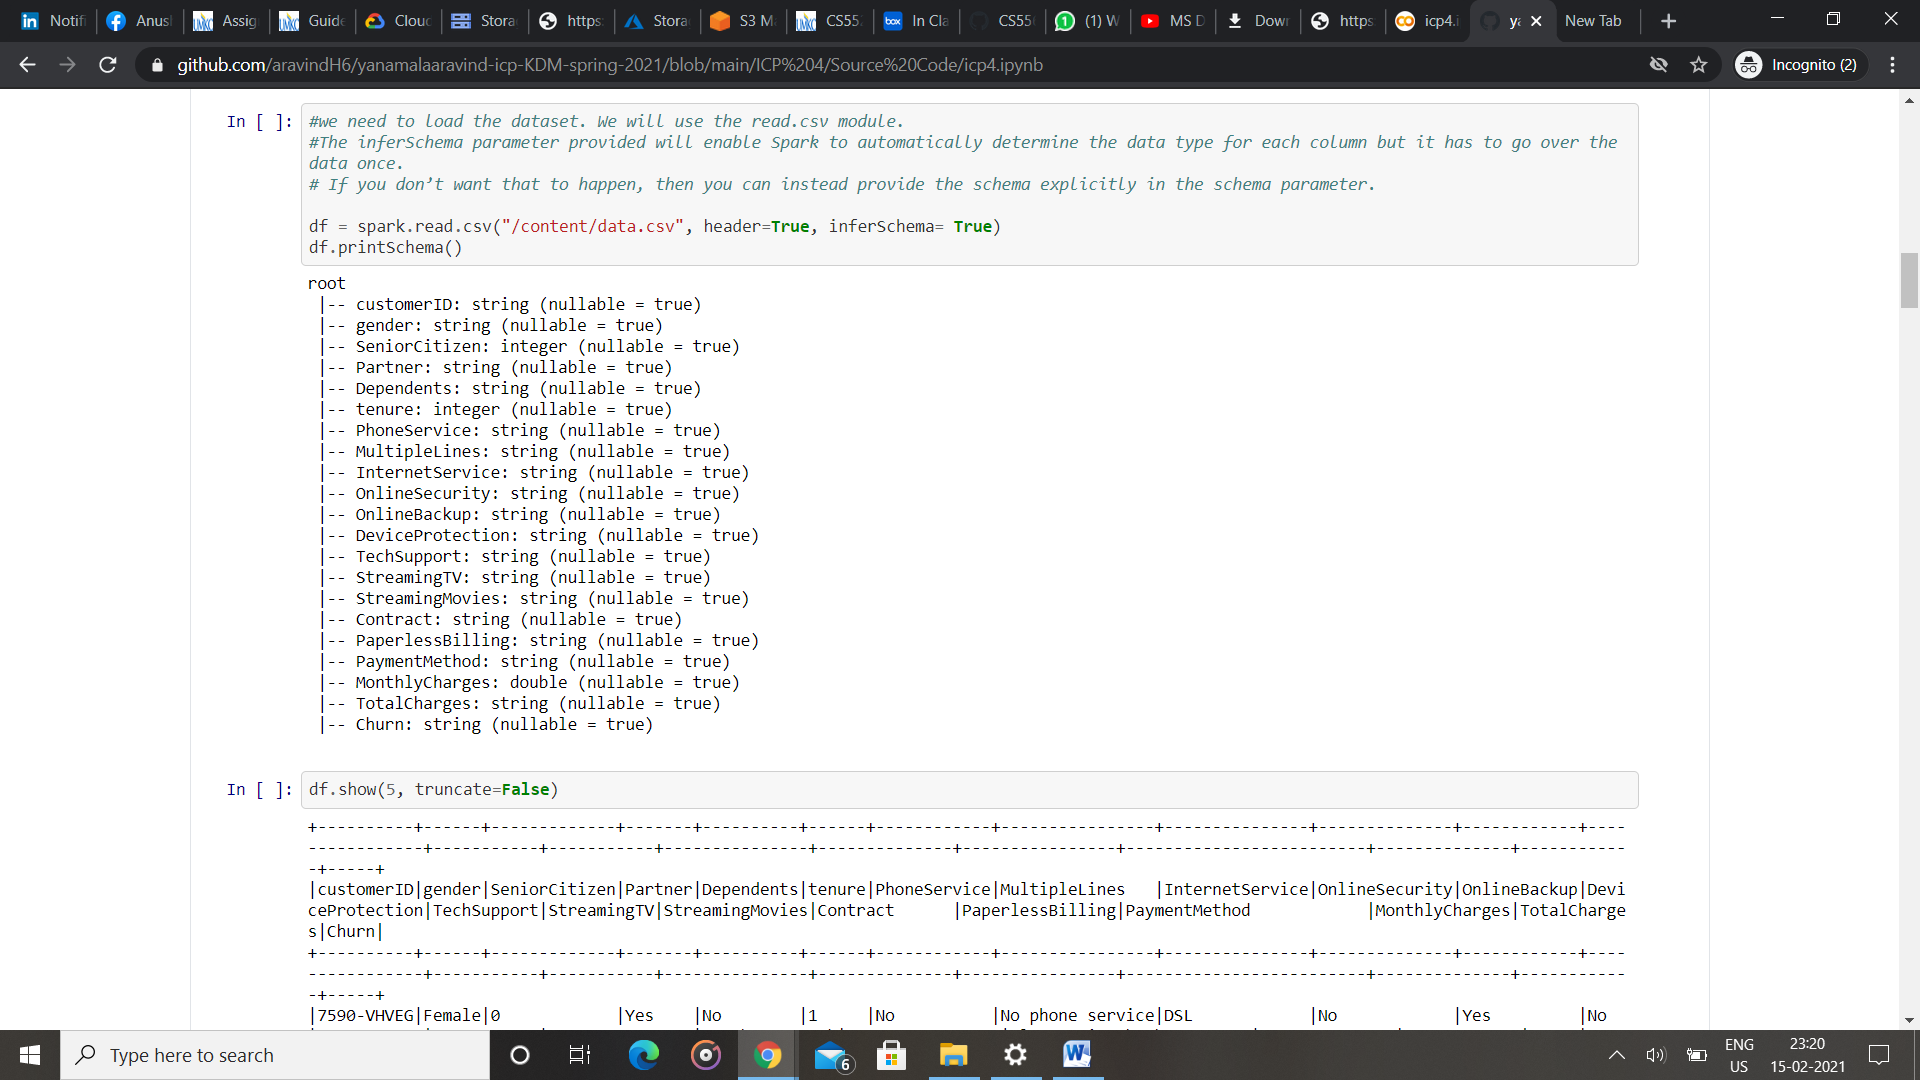 Notifi
Anus
Assig
Guide
Clouc
Stora
https:
Stora
S3 M
CS552
In Cla
CS55
(1) W
MS D
Dow
https
icp4.i
ya
New Tab
github.com/aravindH6/yanamalaaravind-icp-KDM-spring-2021/blob/main/ICP%204/Source%20Code/icp4.ipynb
Incognito (2)
In [ ]:
#we need to load the dataset. We will use the read.csv module.
#The inferSchema parameter provided will enable Spark to automatically determine the data type for each column but it has to go over the
data once.
# If you don’t want that to happen, then you can instead provide the schema explicitly in the schema parameter.
df = spark.read.csv("/content/data.csv", header=True, inferSchema= True)
df.printSchema()
root
|-- customerID: string (nullable = true)
|-- gender: string (nullable = true)
|-- SeniorCitizen: integer (nullable = true)
|-- Partner: string (nullable = true)
|-- Dependents: string (nullable = true)
|-- tenure: integer (nullable = true)
|-- PhoneService: string (nullable = true)
|-- MultipleLines: string (nullable = true)
|-- InternetService: string (nullable = true)
|-- OnlineSecurity: string (nullable = true)
|-- OnlineBackup: string (nullable = true)
|-- DeviceProtection: string (nullable = true)
|-- TechSupport: string (nullable = true)
|-- StreamingTV: string (nullable = true)
|-- StreamingMovies: string (nullable = true)
|-- Contract: string (nullable = true)
|-- PaperlessBilling: string (nullable = true)
|-- PaymentMethod: string (nullable = true)
|-- MonthlyCharges: double (nullable = true)
|-- TotalCharges: string (nullable = true)
|-- Churn: string (nullable = true)
In [ ]:
df.show(5, truncate=False)
+----------+------+-------------+-------+----------+------+------------+----------------+---------------+--------------+------------+----
------------+-----------+-----------+---------------+--------------+----------------+-------------------------+--------------+-----------
-+-----+
|customerID|gender|SeniorCitizen|Partner|Dependents|tenure|PhoneService|MultipleLines   |InternetService|OnlineSecurity|OnlineBackup|Devi
ceProtection|TechSupport|StreamingTV|StreamingMovies|Contract      |PaperlessBilling|PaymentMethod            |MonthlyCharges|TotalCharge
s|Churn|
+----------+------+-------------+-------+----------+------+------------+----------------+---------------+--------------+------------+----
------------+-----------+-----------+---------------+--------------+----------------+-------------------------+--------------+-----------
-+-----+
|7590-VHVEG|Female|0            |Yes    |No        |1     |No          |No phone service|DSL            |No            |Yes         |No
Type here to search
6
ENG
US
23:20
15-02-2021